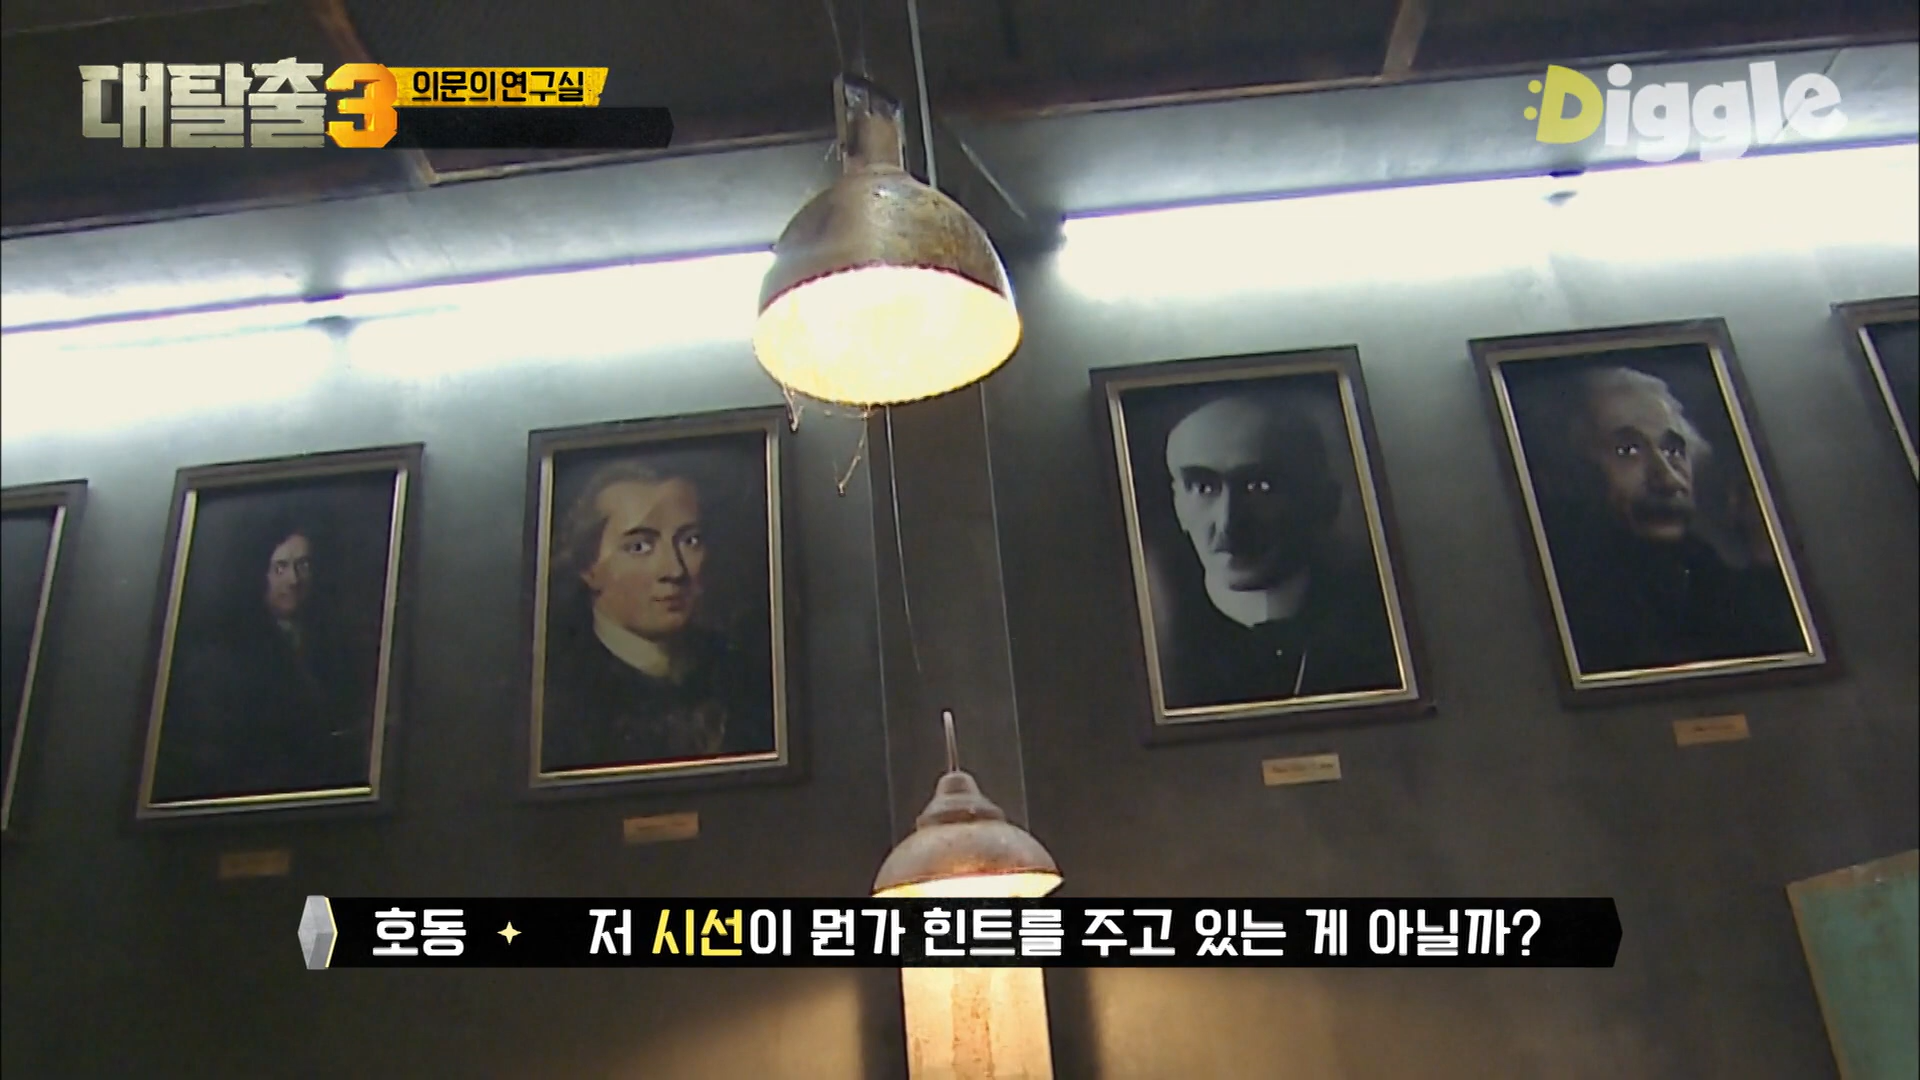 대탈출3
의문의 연구실
Diggle
호동
저 시선이 뭔가 힌트를 주고 있는 게 아닐까?